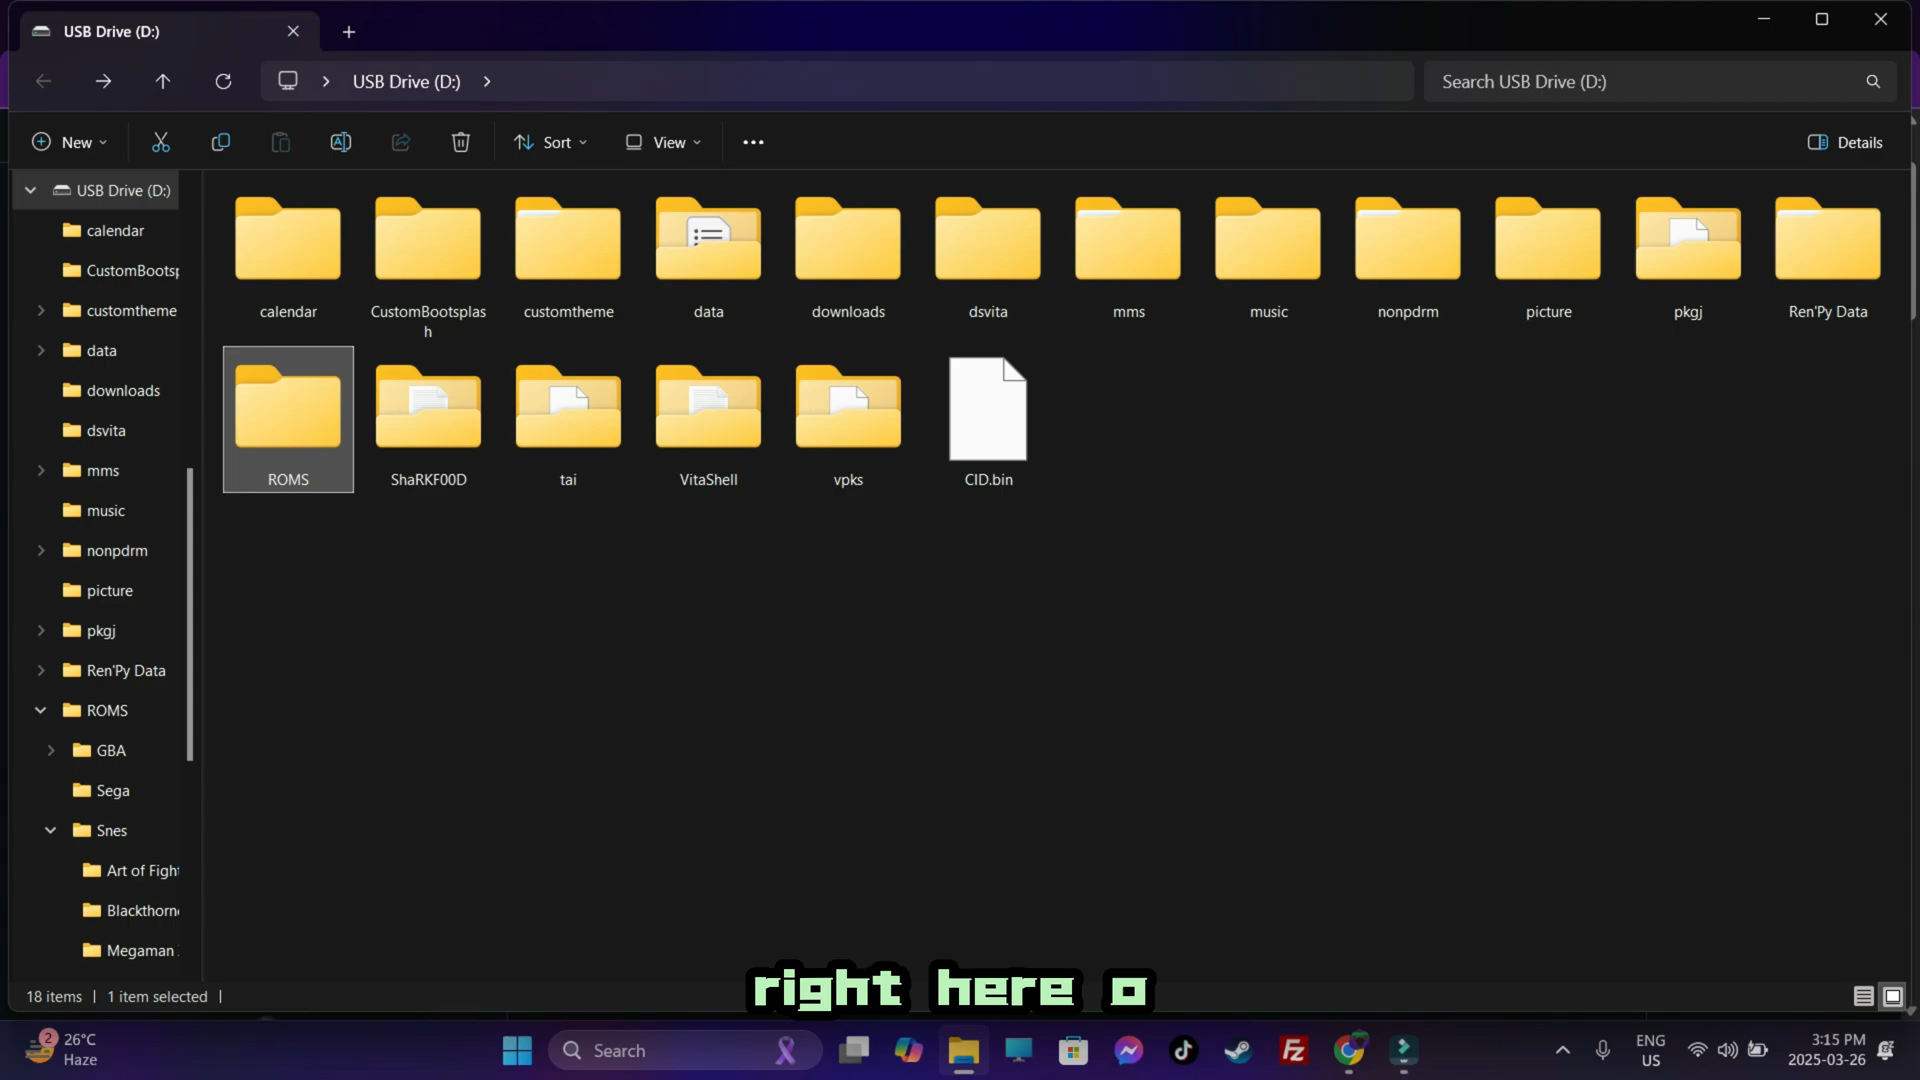 USB Drive (D:)
USB Drive (D:)
Search USB Drive (D:)
New
Sort
View
Details
USB Drive (D:)
calendar
CustomBootsp
customtheme
data
downloads
dsvita
mms
music
nonpdrm
picture
pkgj
Ren'Py Data
ROMS
GBA
Sega
Snes
Art of Figh
Blackthorn
Megaman
calendar
CustomBootsplas
h
customtheme
data
downloads
dsvita
mms
music
nonpdrm
picture
pkgj
Ren'Py Data
ROMS
ShaRKF00D
tai
VitaShell
vpks
CID.bin
18 items
1 item selected
right here o
2
26°C
Haze
Search
Fz
ENG
US
3:15 PM
2025-03-26